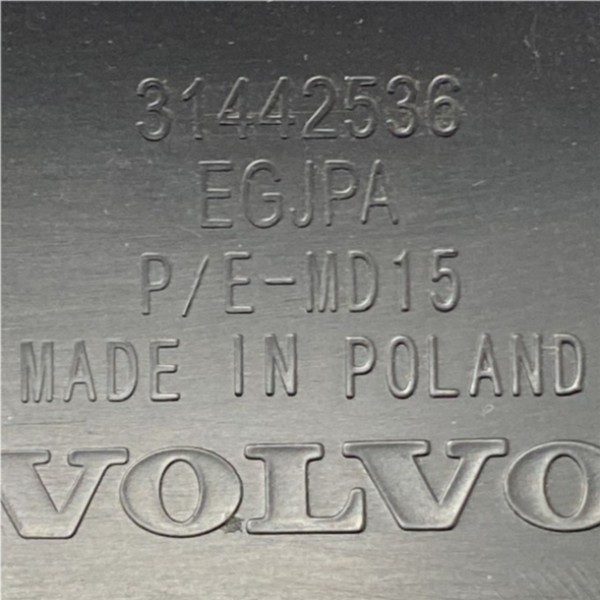 31442536
EGJPA
P/E-MD15
MADE IN POLAND
VOLVO